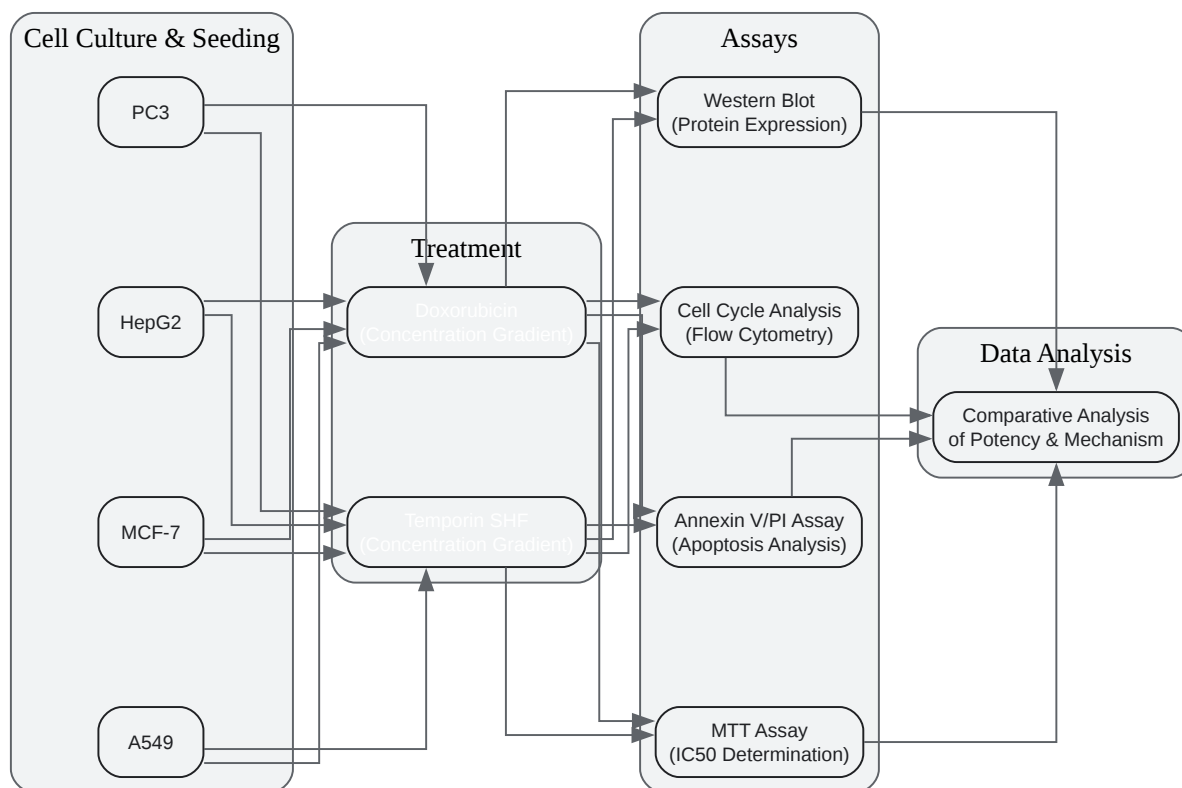 Cell Culture & Seeding
PC3
HepG2
MCF-7
A549
Treatment
Doxorubicin
(Concentration Gradient)
Temporin SHF
(Concentration Gradient)
Assays
Western Blot
(Protein Expression)
Cell Cycle Analysis
(Flow Cytometry)
Annexin V/PI Assay
(Apoptosis Analysis)
MTT Assay
(IC50 Determination)
Data Analysis
Comparative Analysis
of Potency & Mechanism